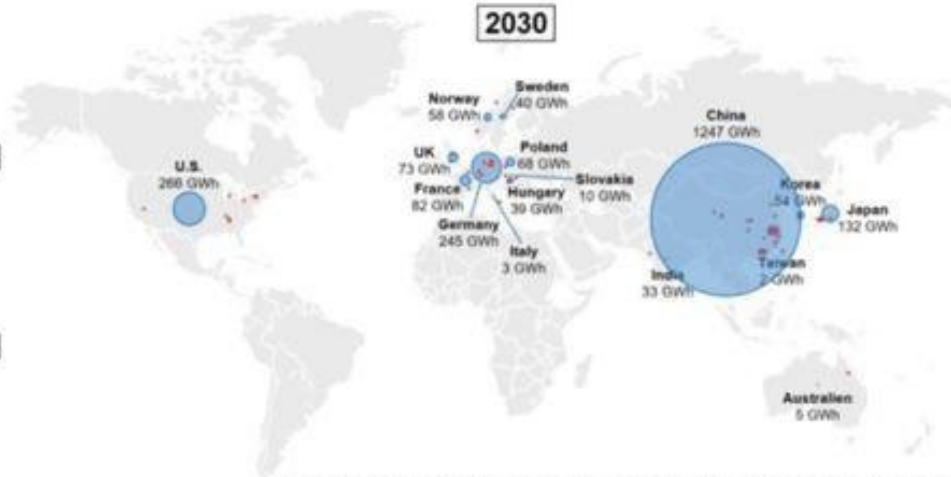 2030
Sweden
40 GWh
Norway
58 GWh
China
1247 GWh
UK
73 GWh
Poland
68 GWh
U.S.
266 GWh
Slovakia
10 GWh
Korea
54 GWh
France
82 GWh
Hungary
39 GWh
Japan
132 GWh
Germany
245 GWh
Italy
3 GWh
Taiwan
2 GWh
India
33 GWh
Australien
5 GWh